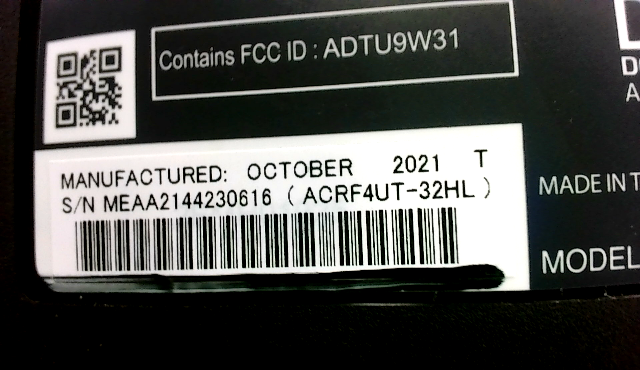 Contains FCC ID : ADTU9W31
MANUFACTURED: OCTOBER 2021 T
S/N MEAA2144230616 ( ACRF4UT-32HL )
MADE IN T
MODEL